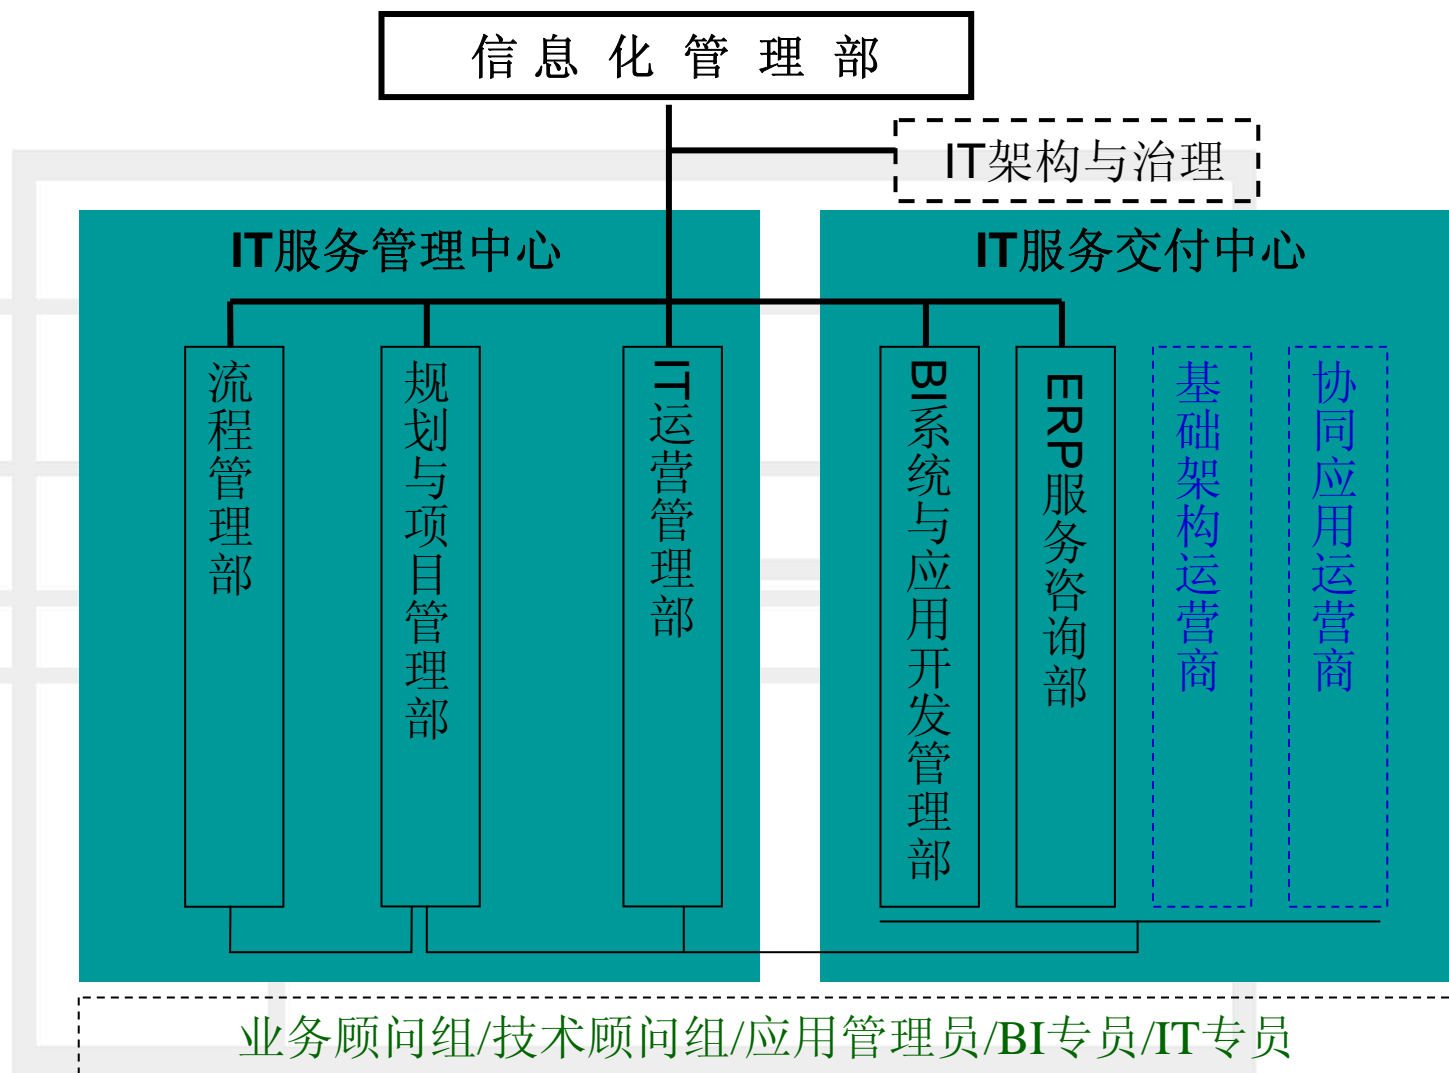 信息化管理部
IT架构与治理
IT服务管理中心
IT服务交付中心
流程管理部
规划与项目管理部
IT运营管理部
BI系统与应用开发管理部
ERP服务咨询部
基础架构运营商
协同应用运营商
业务顾问组/技术顾问组/应用管理员/BI专员/IT专员